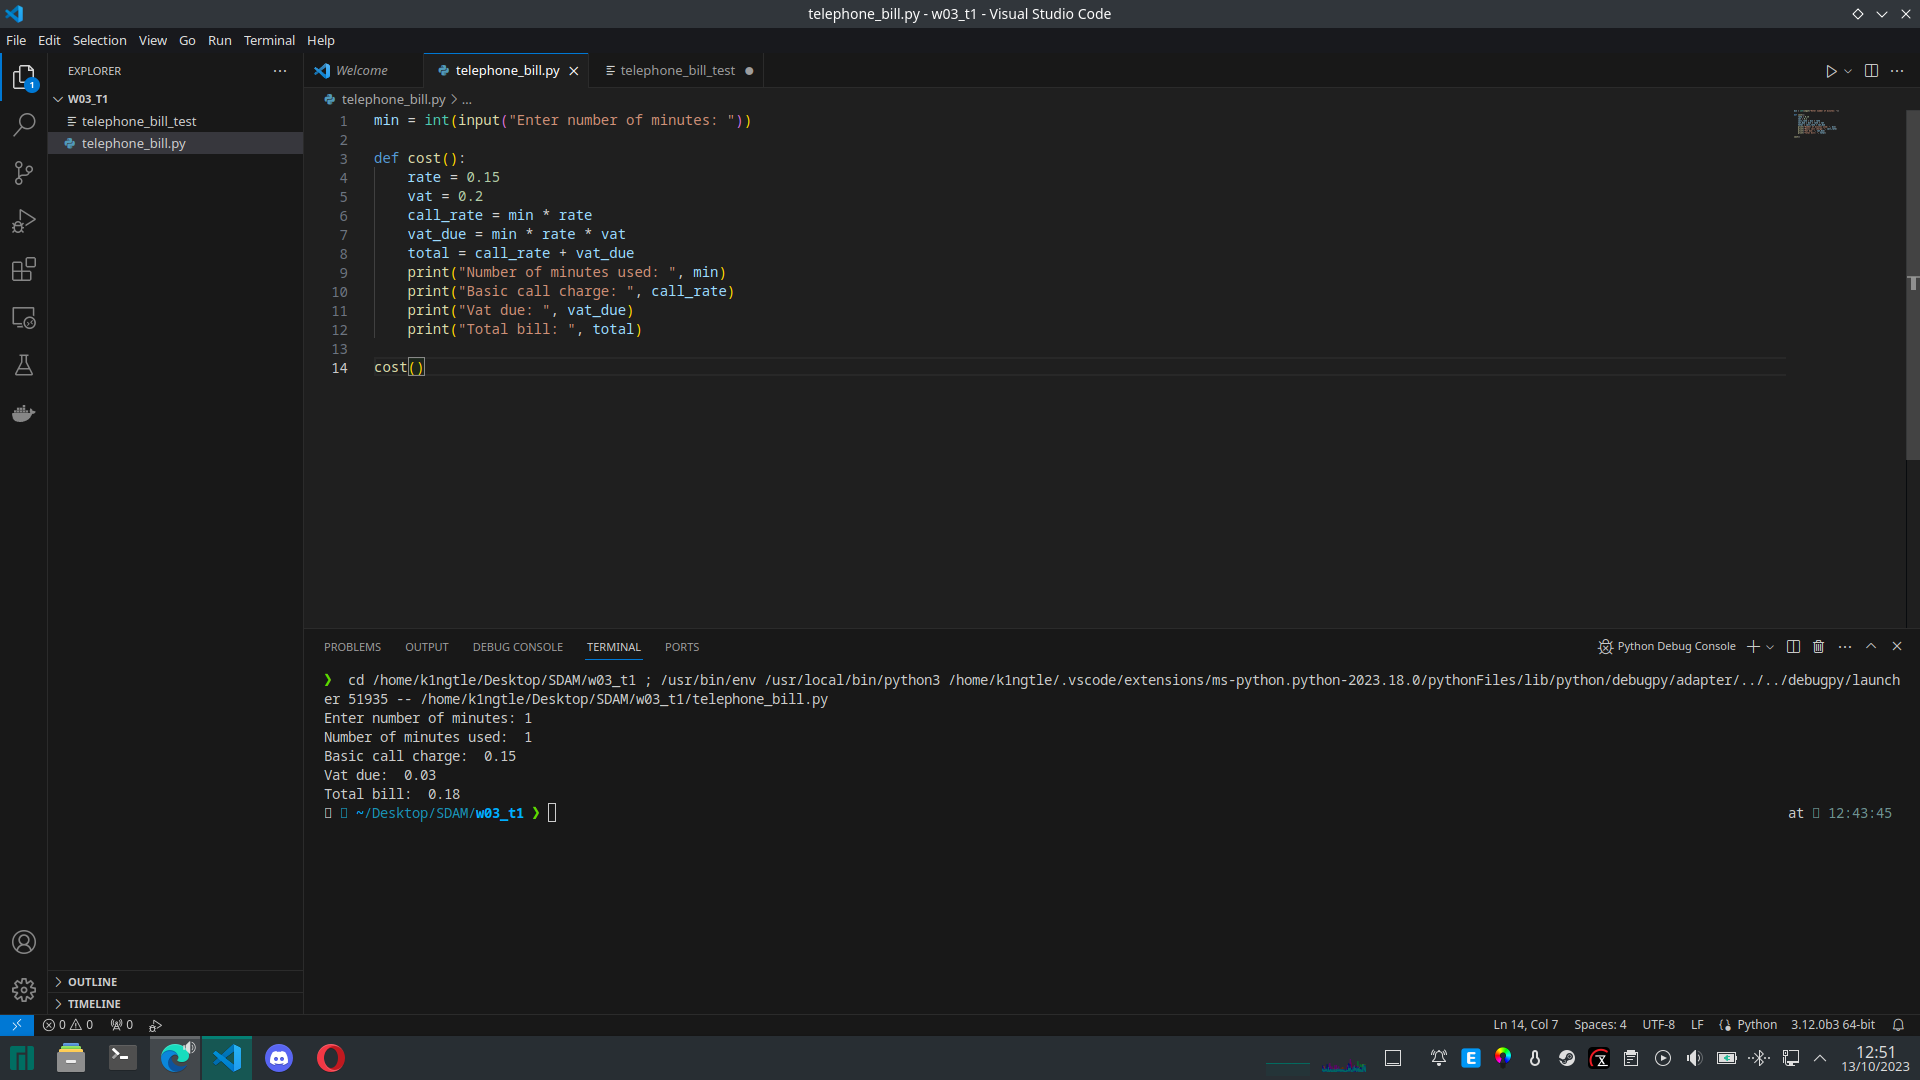 telephone_bill.py - w03_t1 - Visual Studio Code
File Edit Selection View Go Run Terminal Help
EXPLORER
W03_T1
telephone_bill_test
telephone_bill.py
1
Welcome telephone_bill.py telephone_bill_test
telephone_bill.py > ...
1 min = int(input("Enter number of minutes: "))
2
3 def cost():
4 rate = 0.15
5 vat = 0.2
6 call_rate = min * rate
7 vat_due = min * rate * vat
8 total = call_rate + vat_due
9 print("Number of minutes used: ", min)
10 print("Basic call charge: ", call_rate)
11 print("Vat due: ", vat_due)
12 print("Total bill: ", total)
13
14 cost()
PROBLEMS OUTPUT DEBUG CONSOLE TERMINAL PORTS
Python Debug Console
❯ cd /home/k1ngtle/Desktop/SDAM/w03_t1 ; /usr/bin/env /usr/local/bin/python3 /home/k1ngtle/.vscode/extensions/ms-python.python-2023.18.0/pythonFiles/lib/python/debugpy/adapter/../../debugpy/launch
er 51935 -- /home/k1ngtle/Desktop/SDAM/w03_t1/telephone_bill.py
Enter number of minutes: 1
Number of minutes used:  1
Basic call charge:  0.15
Vat due:  0.03
Total bill:  0.18
~/Desktop/SDAM/w03_t1 ❯ at 12:43:45
OUTLINE
TIMELINE
0 0 0
Ln 14, Col 7 Spaces: 4 UTF-8 LF Python 3.12.0b3 64-bit
E
12:51
13/10/2023